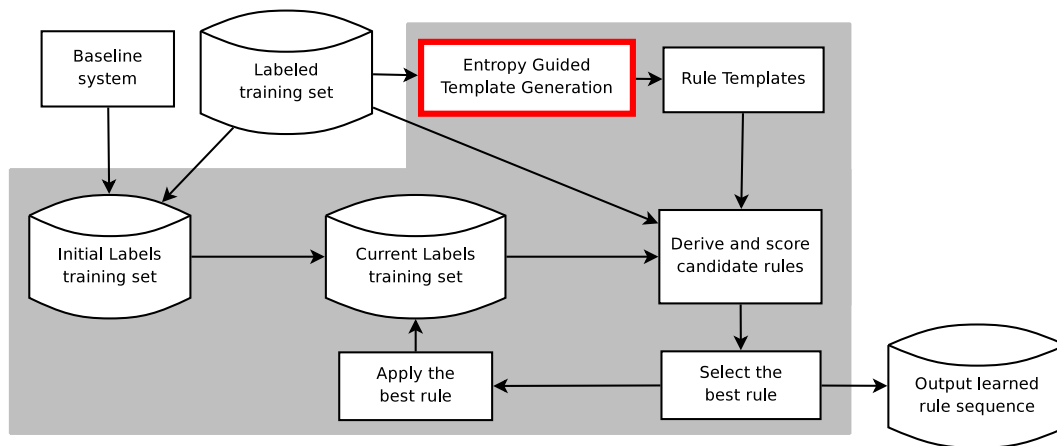 Baseline
system
Labeled
training set
Entropy Guided
Template Generation
Rule Templates
Initial Labels
training set
Current Labels
training set
Derive and score
candidate rules
Apply the
best rule
Select the
best rule
Output learned
rule sequence